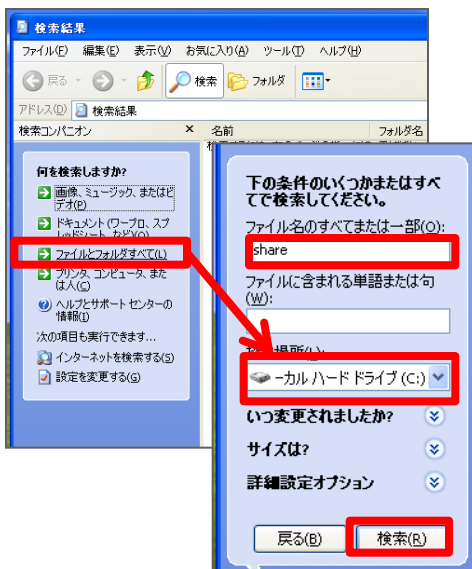 検索結果
ファイル(F) 編集(E) 表示(V) お気に入り(A) ツール(T) ヘルプ(H)
戻る 検索 フォルダ
アドレス(D) 検索結果
検索コンパニオン × 名前 フォルダ名
何を検索しますか?
画像、ミュージック、またはビ
デオ(P)
ドキュメント (ワープロ、スプ
レッドシート、など)(O)
ファイルとフォルダすべて(L)
プリンタ、コンピュータ、また
は人(C)
ヘルプとサポート センターの
情報(I)
次の項目も実行できます...
インターネットを検索する(S)
設定を変更する(G)
下の条件のいくつかまたはすべ
てで検索してください。
ファイル名のすべてまたは一部(O):
share
ファイルに含まれる単語または句
(W):
場所(L):
ーカル ハード ドライブ (C:)
いつ変更されましたか?
サイズは?
詳細設定オプション
戻る(B) 検索(R)